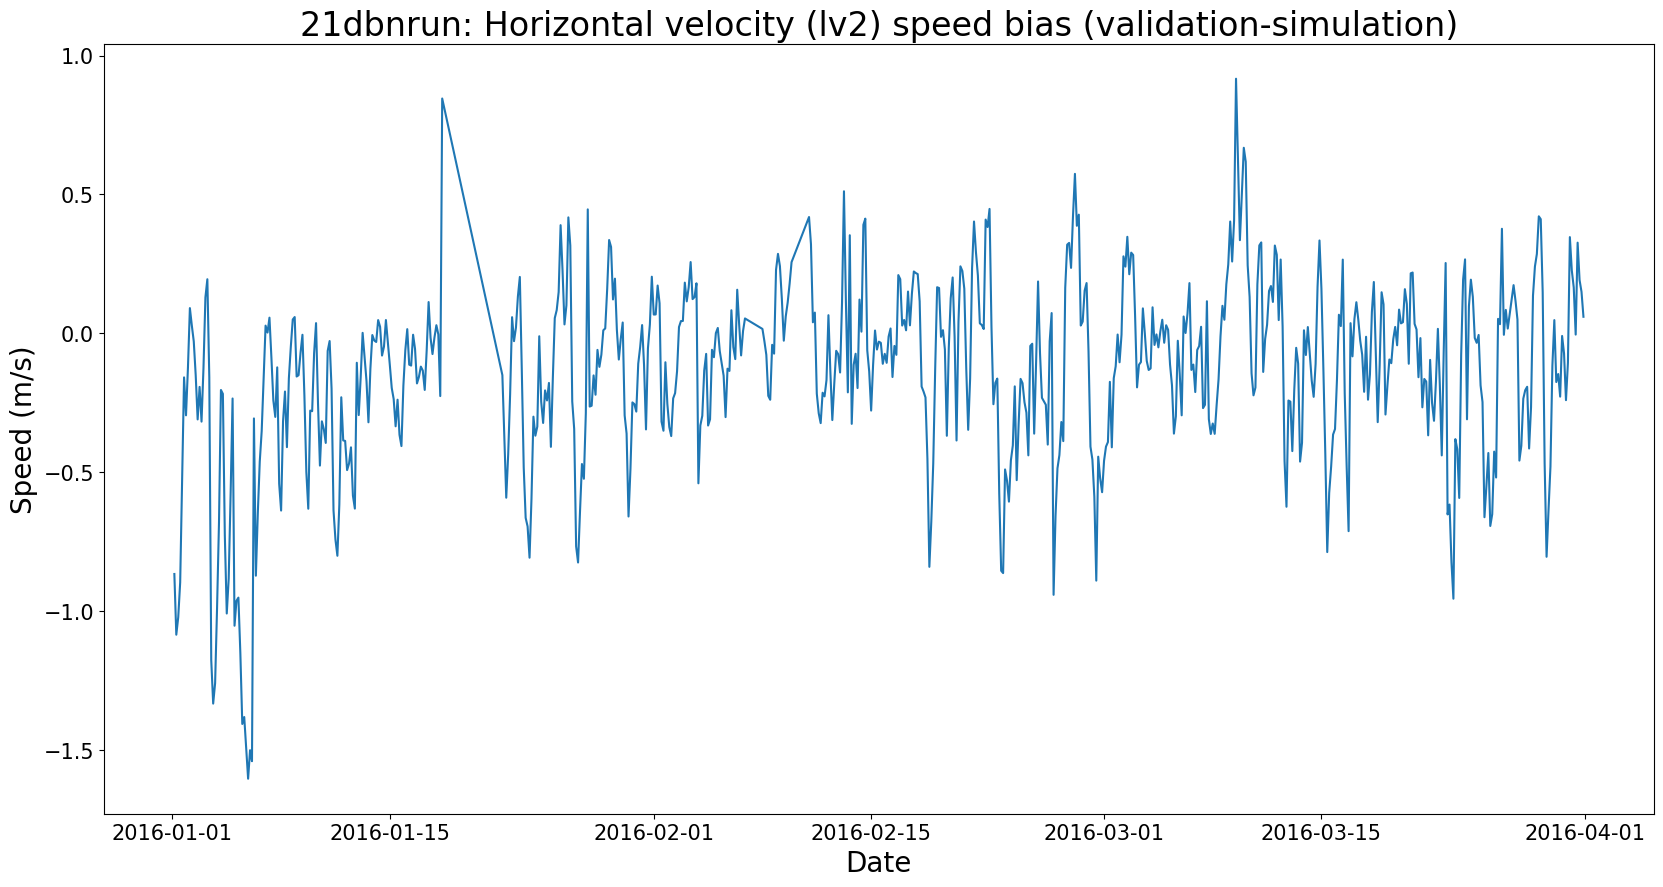 21dbnrun: Horizontal velocity (lv2) speed bias (validation-simulation)
1.0
0.5
0.0
−0.5
−1.0
−1.5
Speed (m/s)
2016-01-01 2016-01-15 2016-02-01 2016-02-15 2016-03-01 2016-03-15 2016-04-01
Date